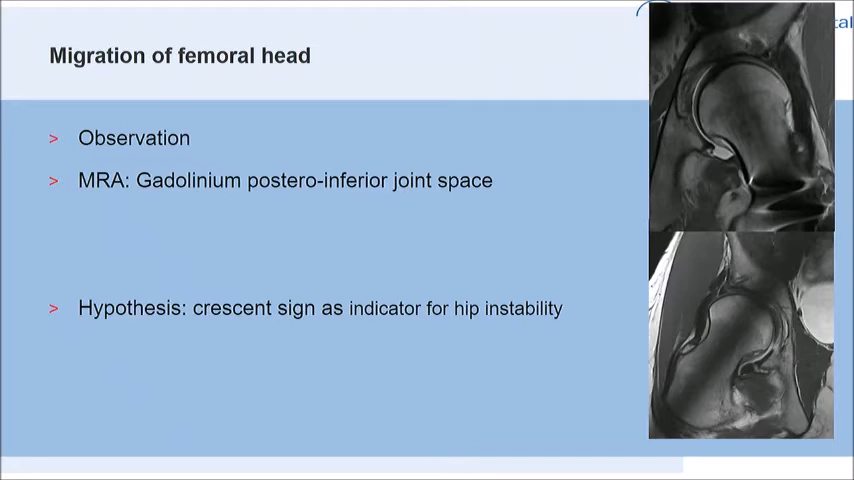 tal
Migration of femoral head
> Observation
> MRA: Gadolinium postero-inferior joint space
> Hypothesis: crescent sign as indicator for hip instability